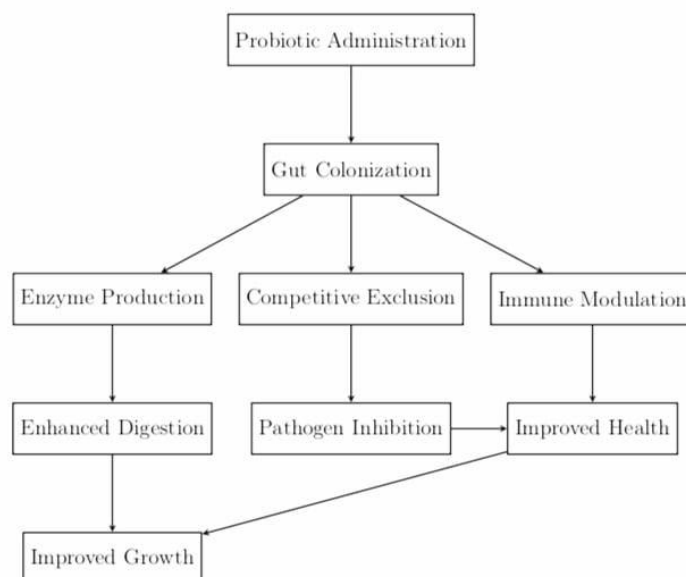 Probiotic Administration
Gut Colonization
Enzyme Production
Competitive Exclusion
Immune Modulation
Enhanced Digestion
Pathogen Inhibition
Improved Health
Improved Growth